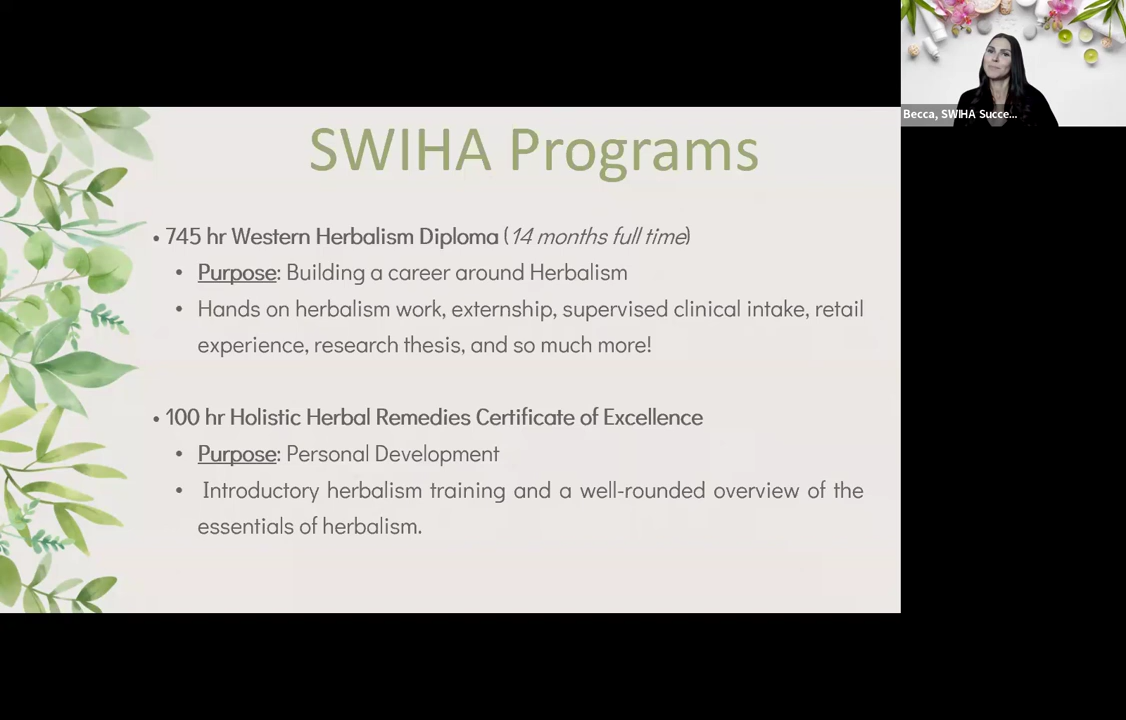 SWIHA Programs
• 745 hr Western Herbalism Diploma (14 months full time)
• Purpose: Building a career around Herbalism
• Hands on herbalism work, externship, supervised clinical intake, retail
experience, research thesis, and so much more!
• 100 hr Holistic Herbal Remedies Certificate of Excellence
• Purpose: Personal Development
• Introductory herbalism training and a well-rounded overview of the
essentials of herbalism.
Becca, SWIHA Succe...